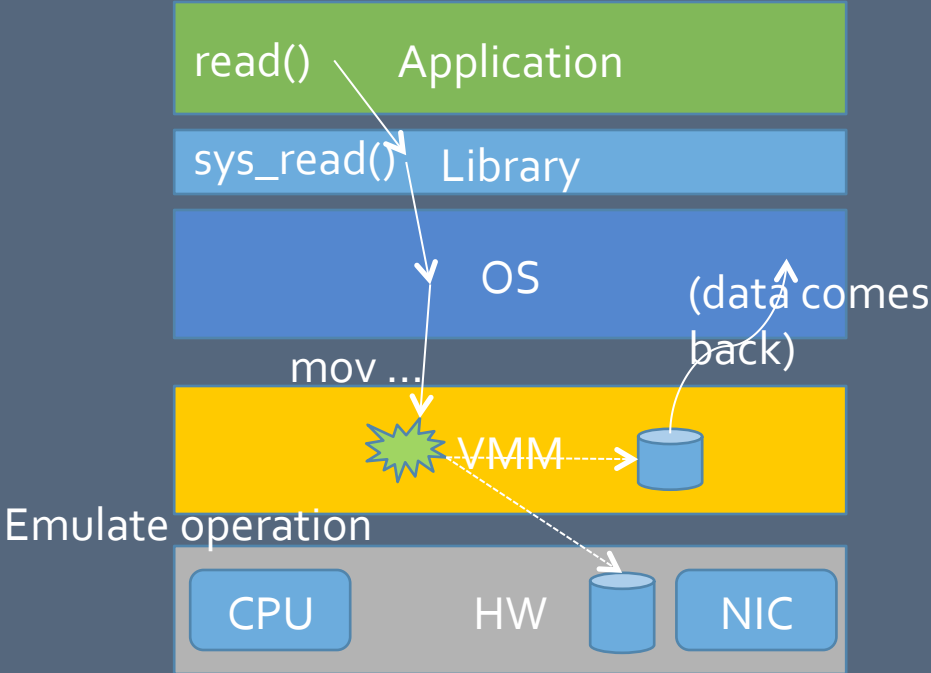 read()
Application
sys_read()
Library
OS
(data comes
back)
mov ...
VMM
Emulate operation
CPU
HW
NIC